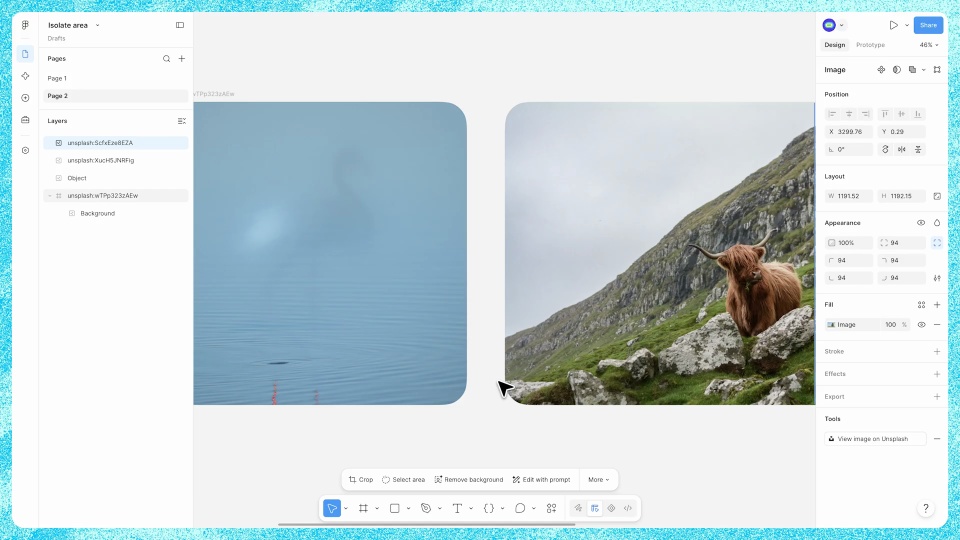 Isolate area
Drafts
Pages
Page 1
Page 2
Layers
unsplash:ScfxEze8EZA
unsplash:XucH5JNRFig
Object
unsplash:wTPp323zAEw
Background
wTPp323zAEw
Crop
Select area
Remove background
Edit with prompt
More
Share
Design
Prototype
46%
Image
Position
X 3299.76
Y 0.29
0°
Layout
W 1191.52
H 1192.15
Appearance
100%
94
94
94
94
94
Fill
Image
100 %
Stroke
Effects
Export
Tools
View image on Unsplash
?